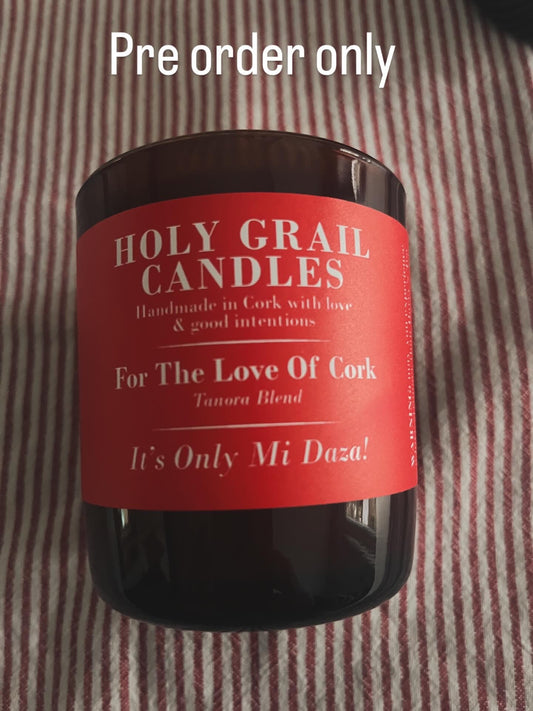 Pre order only
HOLY GRAIL
CANDLES
Handmade in Cork with love
& good intentions
For The Love Of Cork
Tanora Blend
It's Only Mi Daza!
WARNING